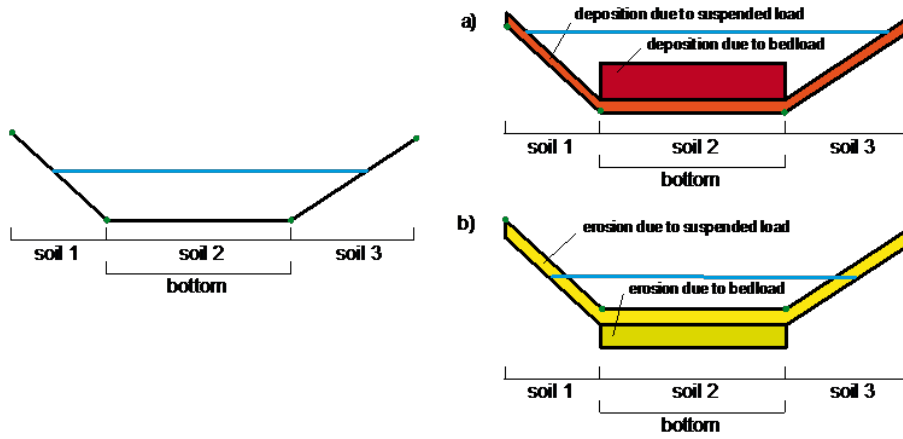 soil 1 soil 2 soil 3
bottom
a)
deposition due to suspended load
deposition due to bedload
soil 1 soil 2 soil 3
bottom
b)
erosion due to suspended load
erosion due to bedload
soil 1 soil 2 soil 3
bottom